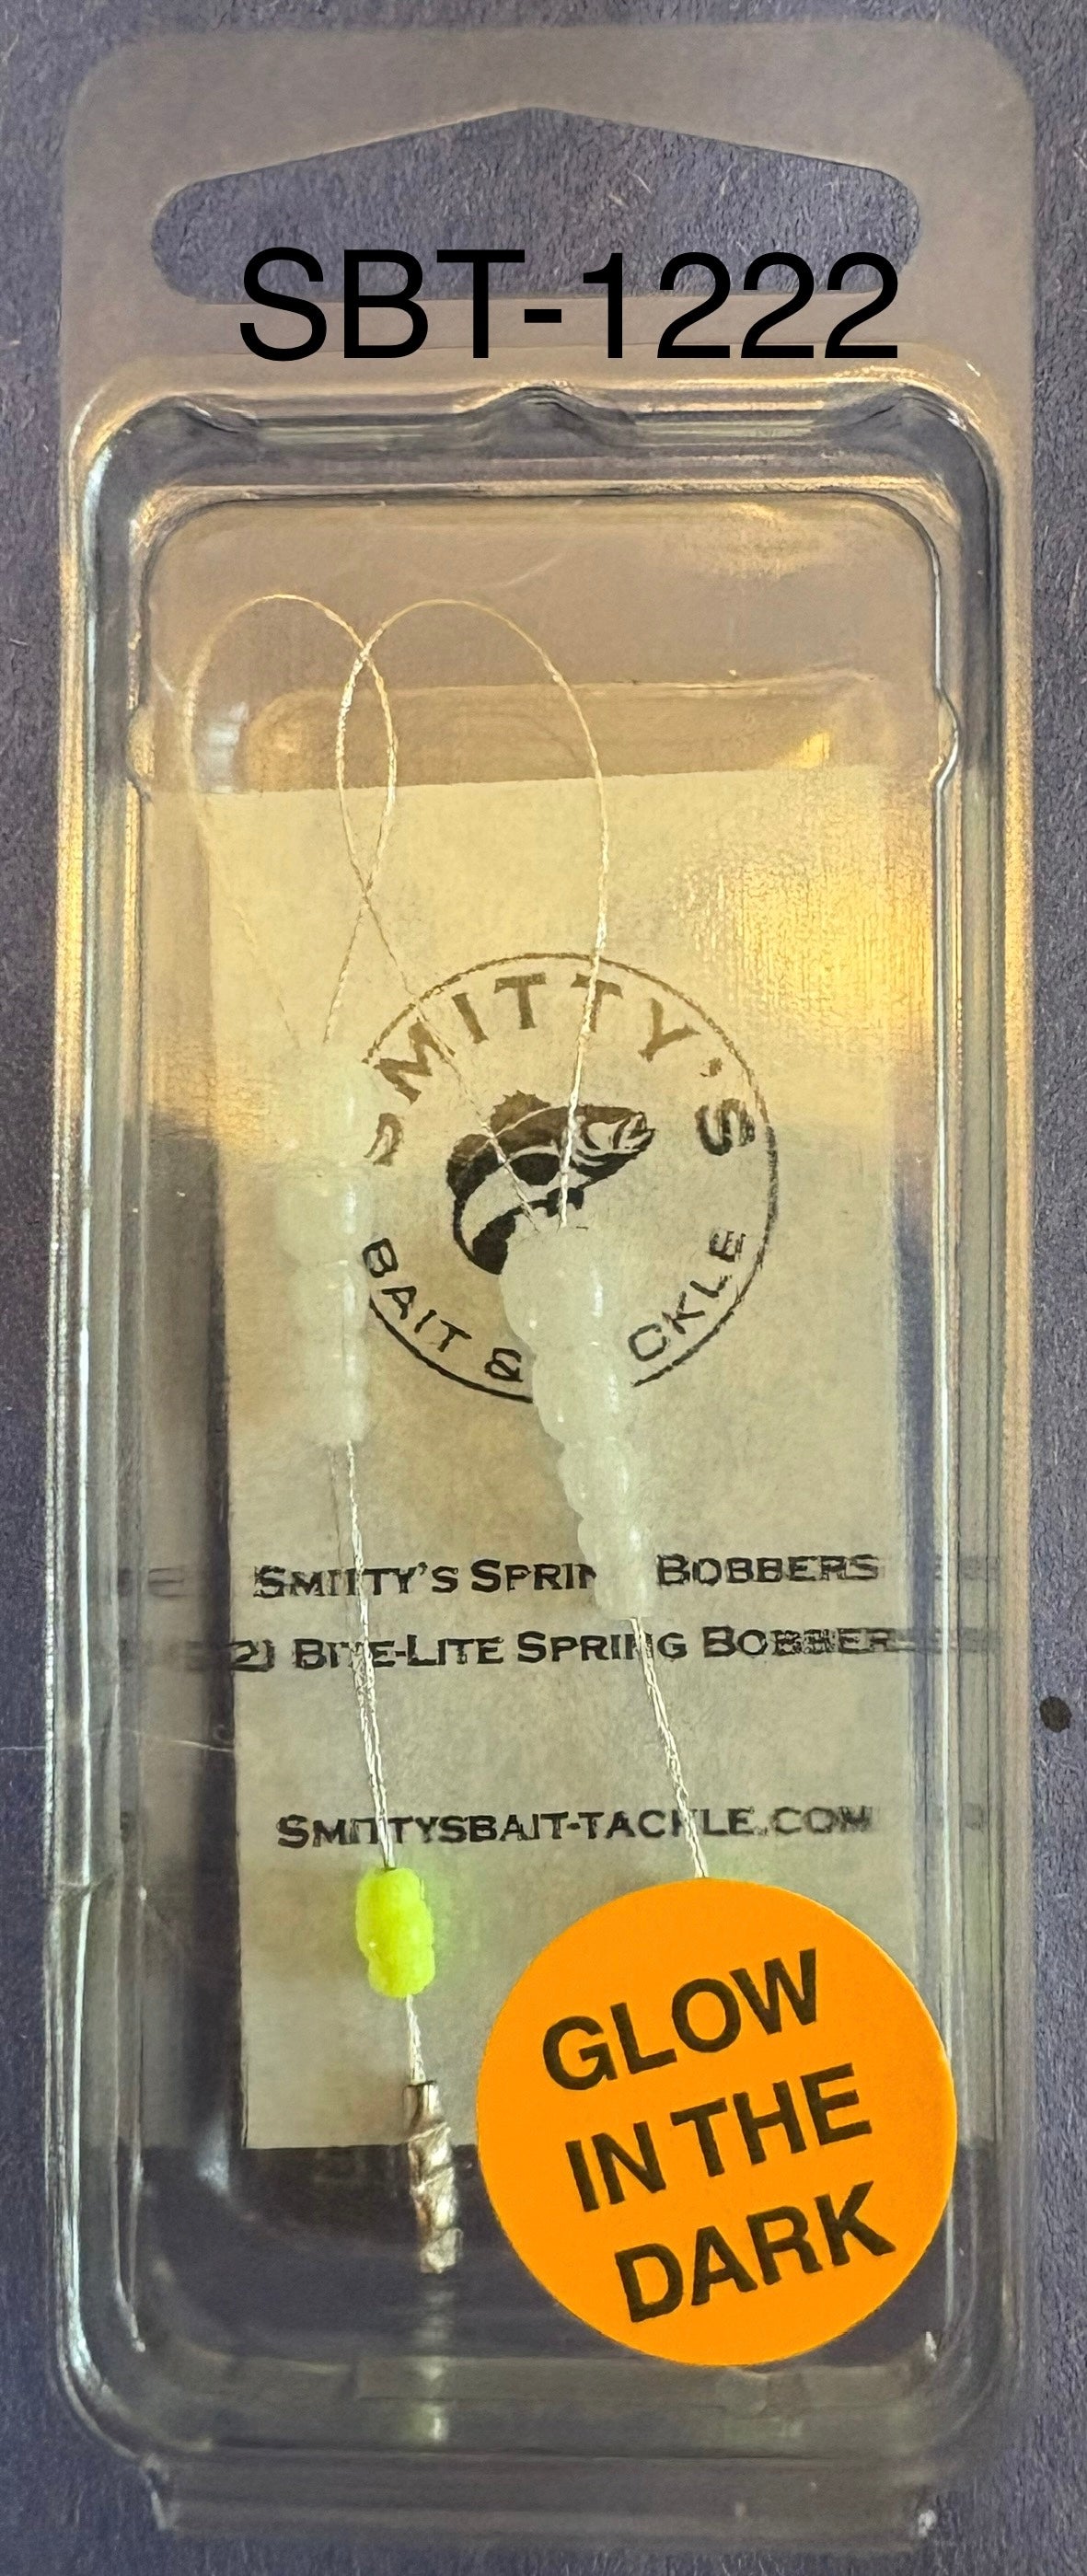 SBT-1222
SMITTY'S
BAIT & CKLE
SMITTY'S SPRIN BOBBERS
2) BITE-LITE SPRING BOBBER
SMITTYSBAIT-TACKLE.COM
GLOW
IN THE
DARK